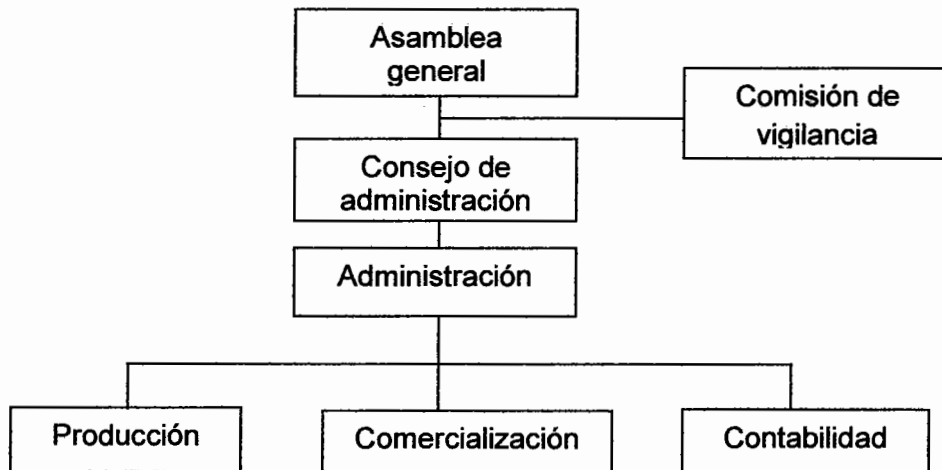 Asamblea
general
Comisión de
vigilancia
Consejo de
administración
Administración
Producción
Comercialización
Contabilidad